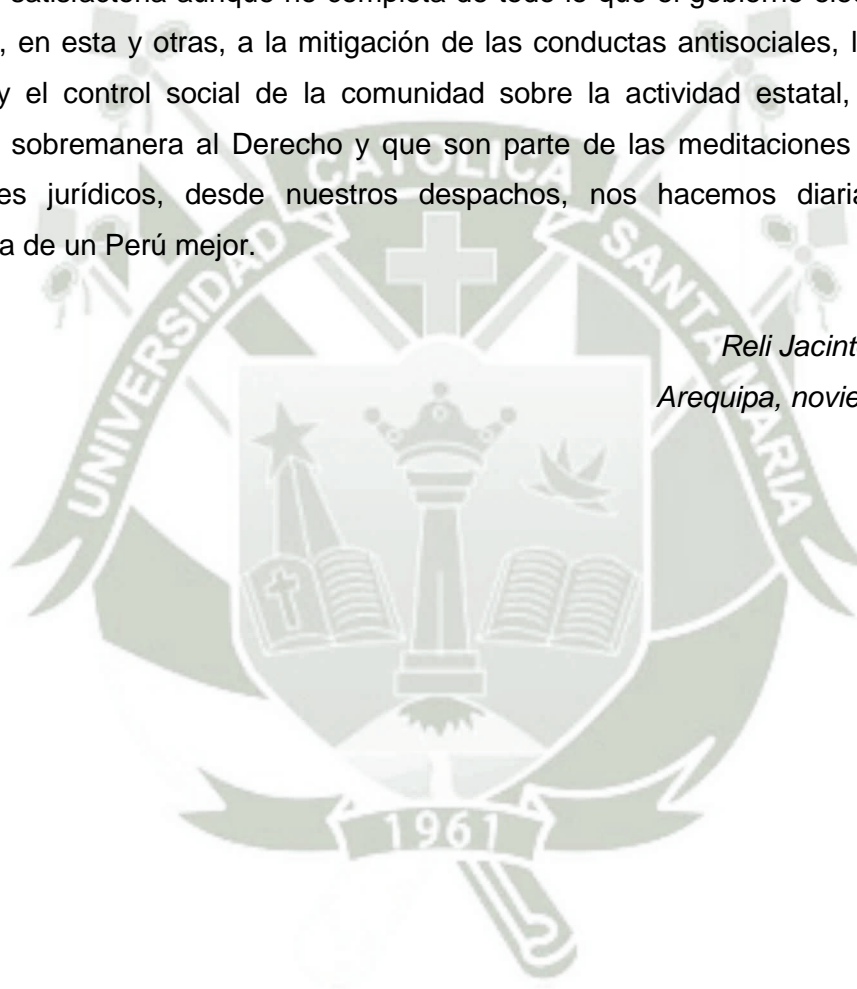 satisfactoria aunque no completa de todo lo que el gobierno
, en esta y otras, a la mitigación de las conductas antisociales, l
y el control social de la comunidad sobre la actividad estatal,
sobremanera al Derecho y que son parte de las meditaciones
es jurídicos, desde nuestros despachos, nos hacemos diaria
a de un Perú mejor.
Reli Jacint
Arequipa, novie
UNIVERSIDAD CATOLICA SANTA MARIA
1961